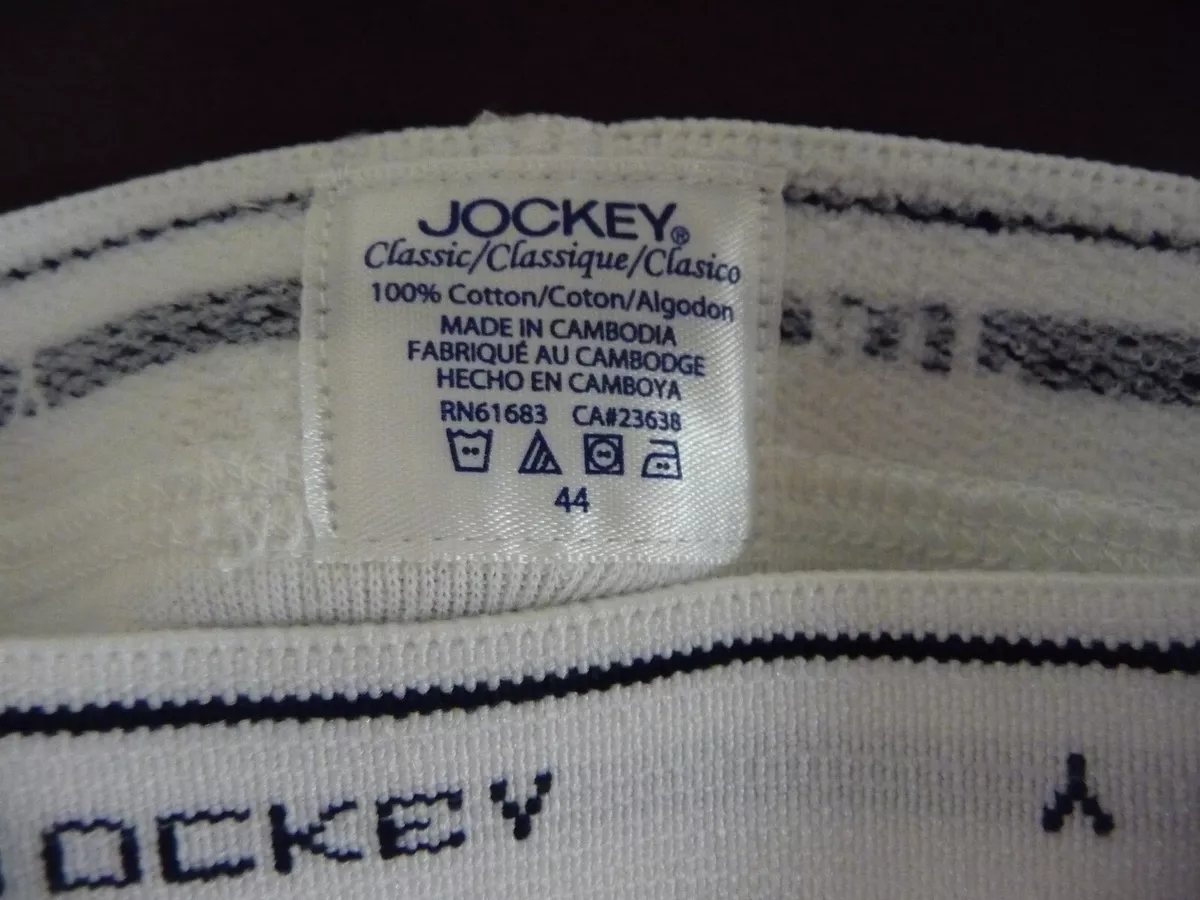 JOCKEY®
Classic/Classique/Clasico
100% Cotton/Coton/Algodon
MADE IN CAMBODIA
FABRIQUÉ AU CAMBODGE
HECHO EN CAMBOYA
RN61683 CA#23638
44
JOCKEY